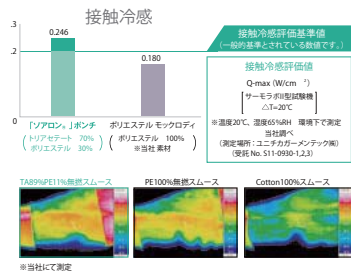 接触冷感
.3
0.246
.2
0.180
0
「ソアロン®」ポンチ
(トリアセテート 70%
ポリエステル 30%)
ポリエステル モックロディ
(ポリエステル 100%)
※当社 素材
接触冷感評価基準値
(一般的基準とされている数値です。)
接触冷感評価値
Q-max (W/cm ²)
サーモラボII型試験機
△T=20℃
※温度20℃、湿度65%RH 環境下で測定
当社調べ
(測定場所:ユニチカガーメンテック㈱)
(受託 No. S11-0930-1,2,3)
TA89%PE11%無撚スムース
PE100%無撚スムース
Cotton100%スムース
※当社にて測定